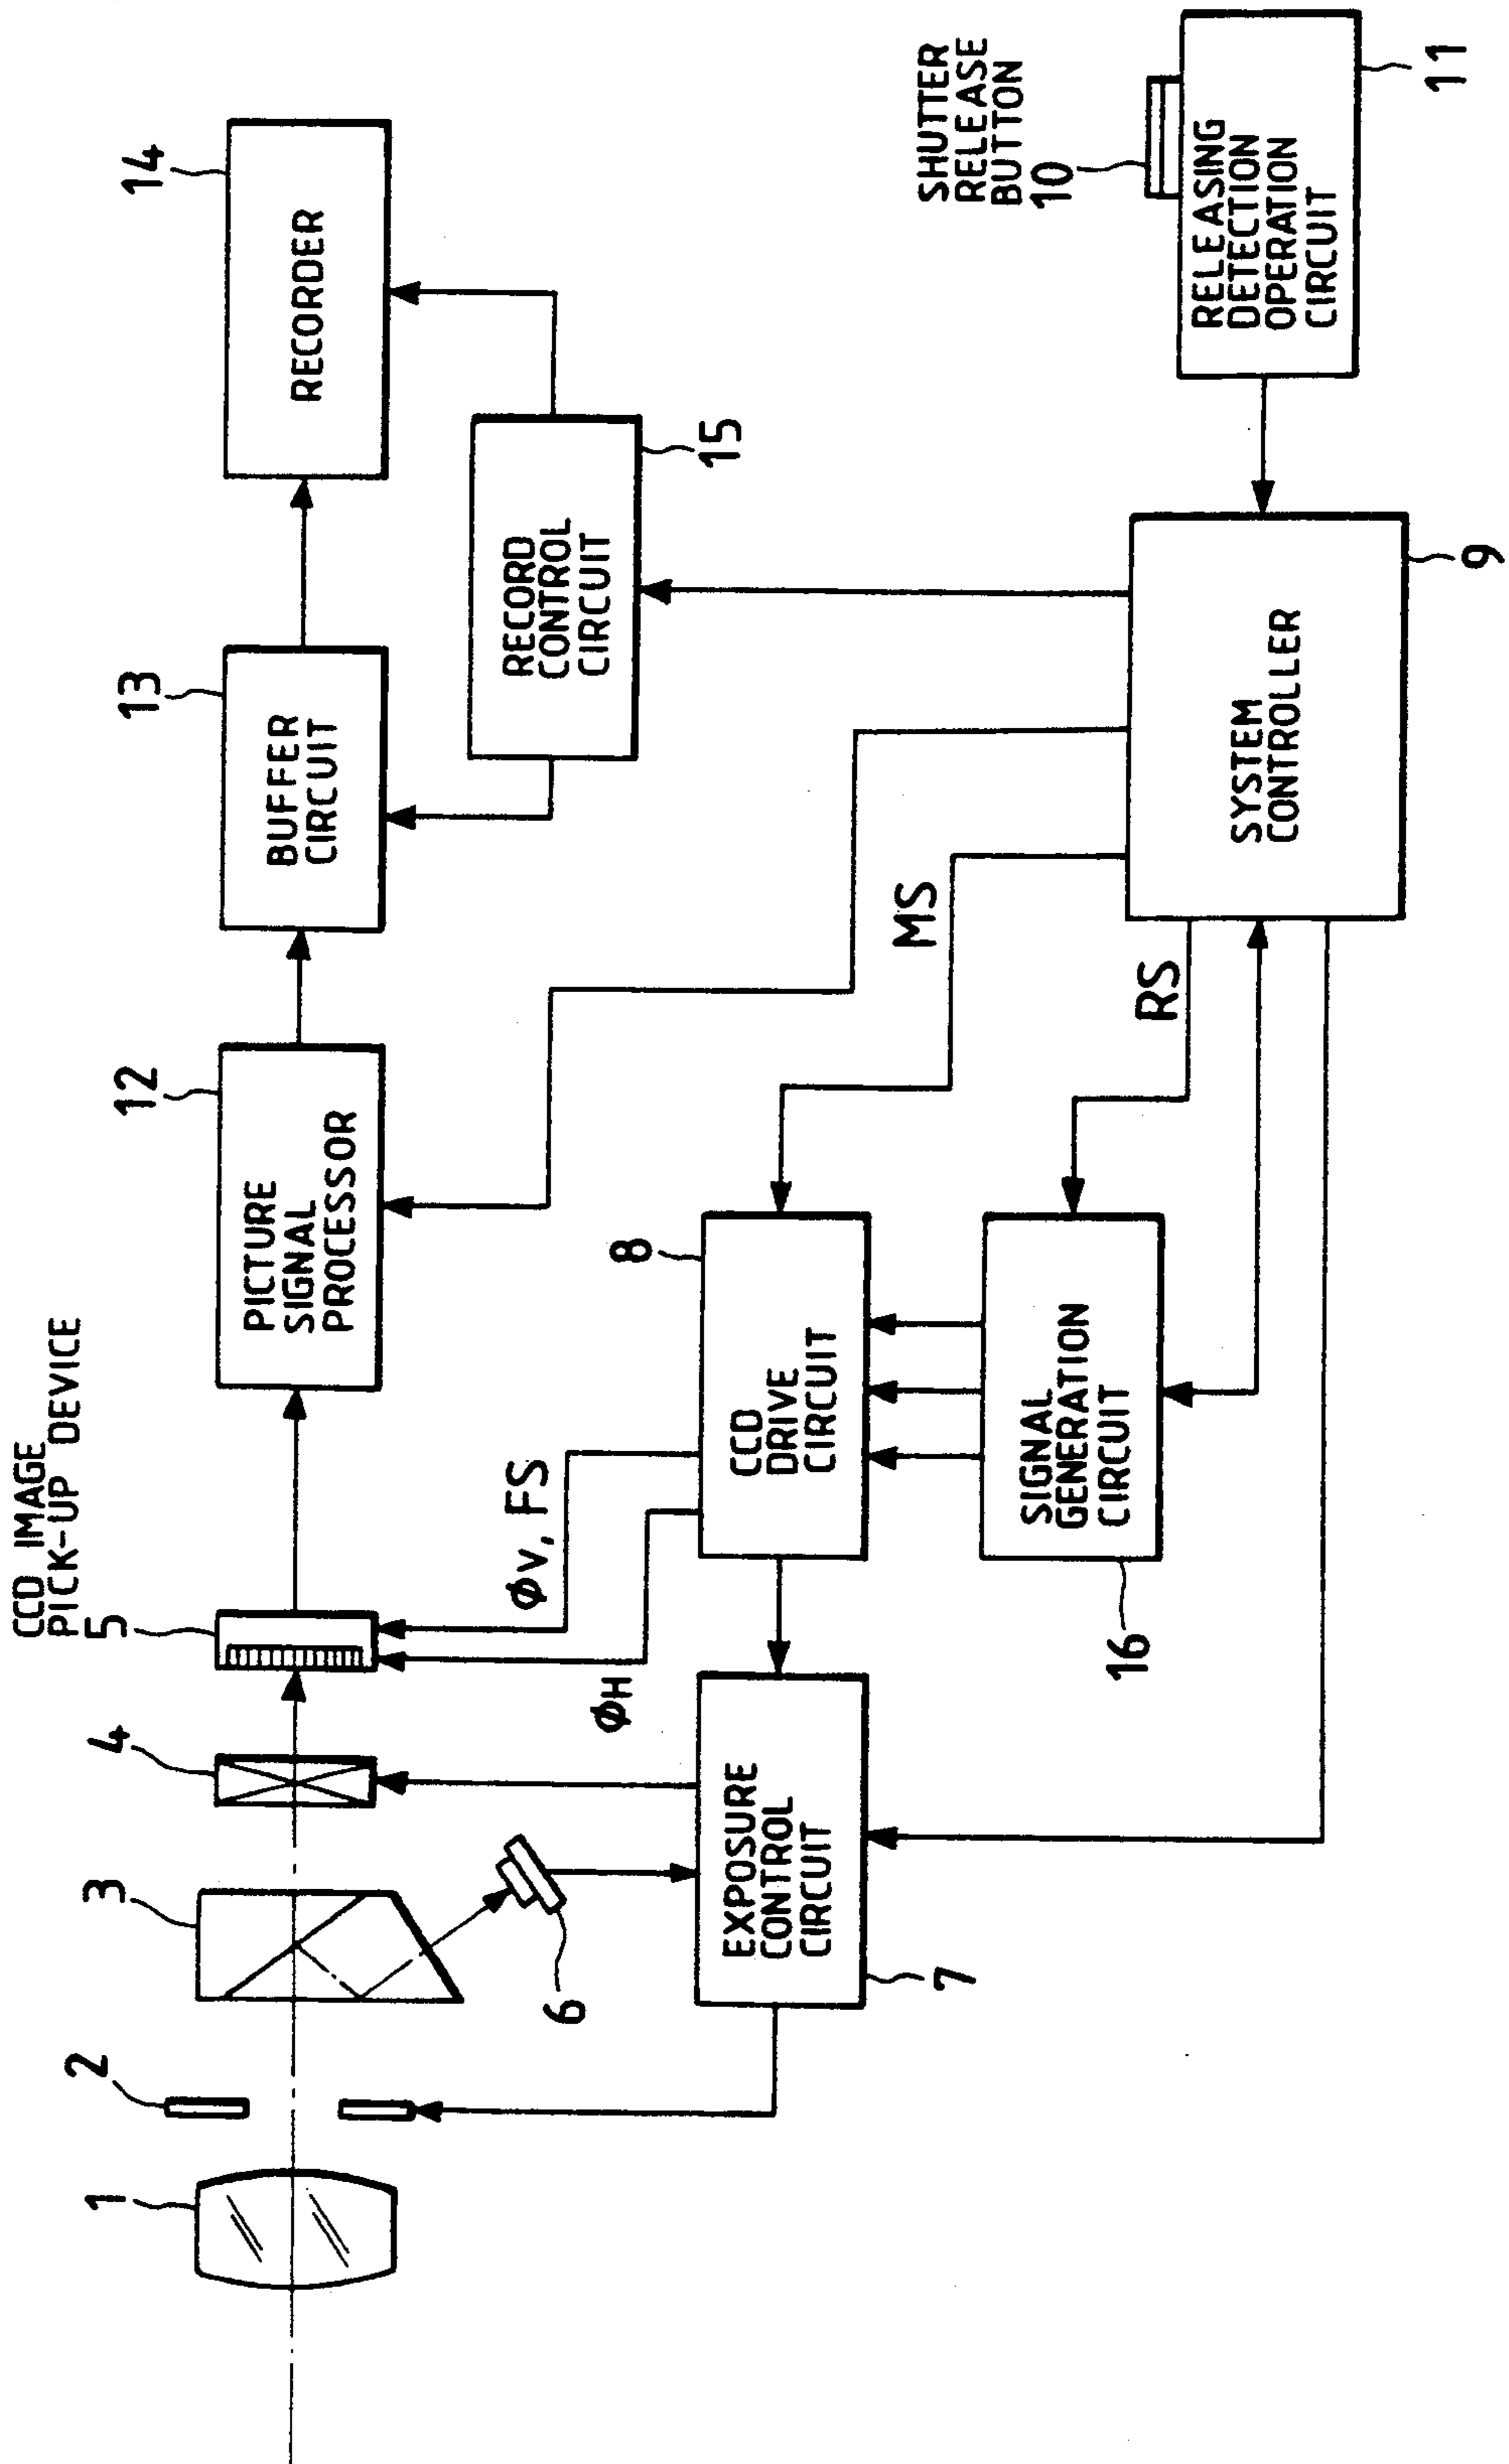 1
2
3
4
CCD IMAGE
PICK-UP DEVICE
5
12
PICTURE
SIGNAL
PROCESSOR
13
BUFFER
CIRCUIT
14
RECORDER
6
ΦH
ΦV, FS
RECORD
CONTROL
CIRCUIT
15
7
EXPOSURE
CONTROL
CIRCUIT
8
CCD
DRIVE
CIRCUIT
MS
SHUTTER
RELEASE
BUTTON
10
16
SIGNAL
GENERATION
CIRCUIT
RS
SYSTEM
CONTROLLER
9
RELEASING
DETECTION
OPERATION
CIRCUIT
11